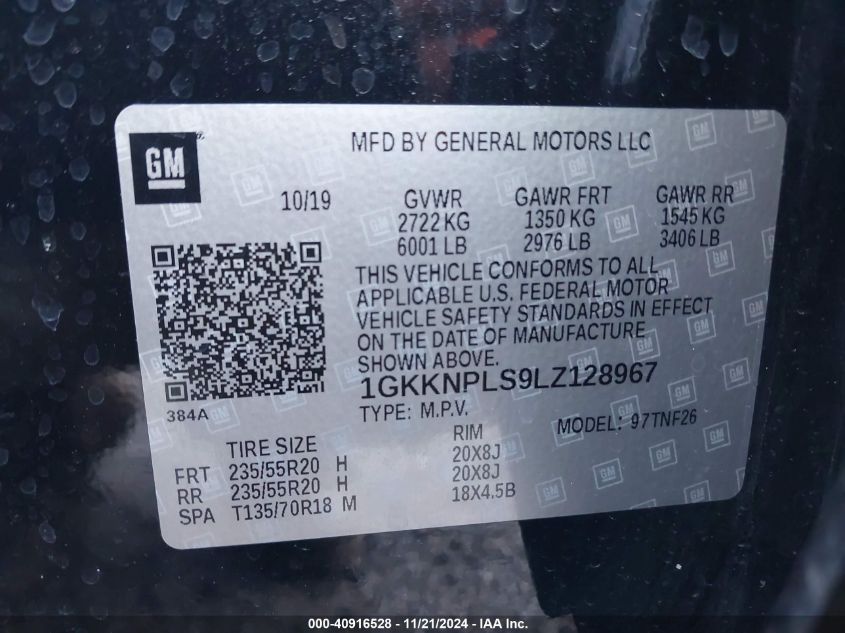 GM
MFD BY GENERAL MOTORS LLC
10/19 GVWR GAWR FRT GAWR RR
2722 KG 1350 KG 1545 KG
6001 LB 2976 LB 3406 LB
THIS VEHICLE CONFORMS TO ALL
APPLICABLE U.S. FEDERAL MOTOR
VEHICLE SAFETY STANDARDS IN EFFECT
ON THE DATE OF MANUFACTURE
SHOWN ABOVE.
1GKKNPLS9LZ128967
384A
TYPE: M.P.V. MODEL: 97TNF26
TIRE SIZE RIM
FRT 235/55R20 H 20X8J
RR 235/55R20 H 20X8J
SPA T135/70R18 M 18X4.5B
000-40916528 - 11/21/2024 - IAA Inc.